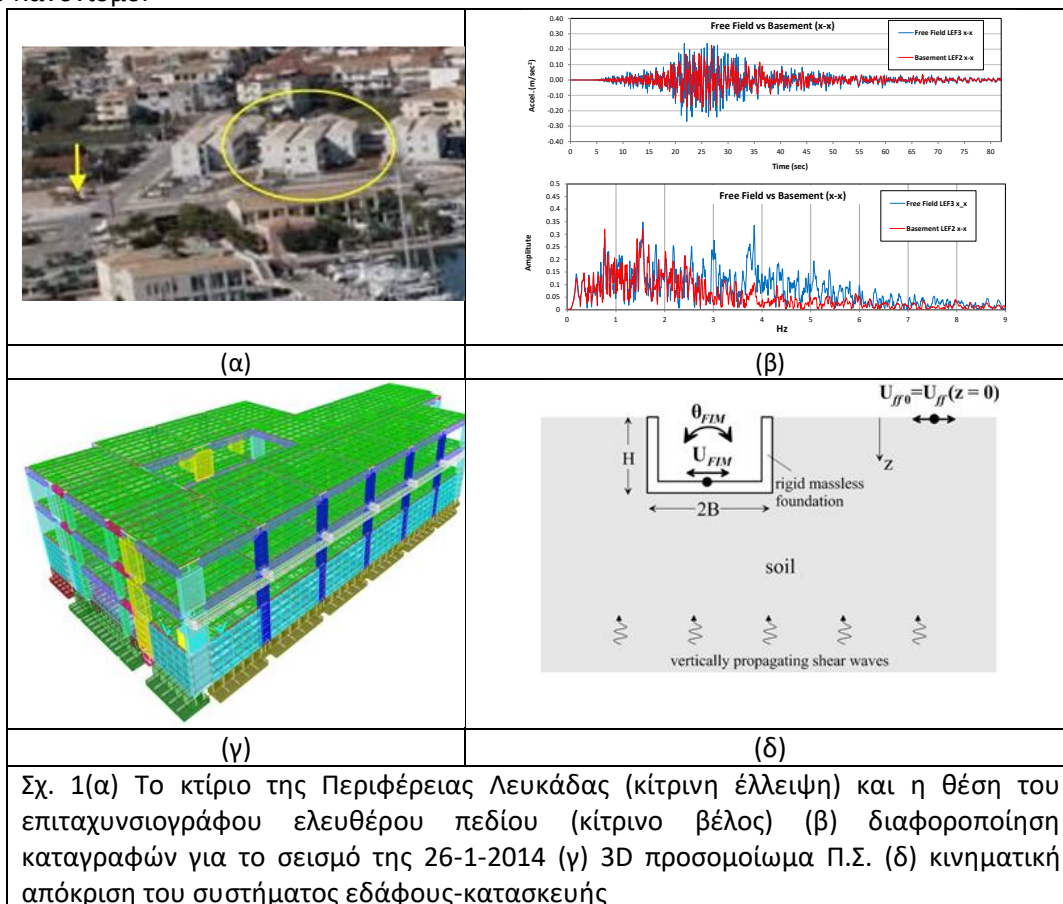 Free Field vs Basement (x-x)
Free Field LEF3 x-x
Basement LEF2 x-x
Accel.(m/sec²)
0.40
0.30
0.20
0.10
0.00
-0.10
-0.20
-0.30
-0.40
0 5 10 15 20 25 30 35 40 45 50 55 60 65 70 75 80
Time (sec)
Free Field vs Basement (x-x)
Free Field LEF3 x_x
Basement LEF2 x-x
Amplitute
0.5
0.45
0.4
0.35
0.3
0.25
0.2
0.15
0.1
0.05
0
0 1 2 3 4 5 6 7 8 9
Hz
(α)
(β)
U_ff0=U_ff(z = 0)
θ_FIM
U_FIM
H
z
rigid massless
foundation
2B
soil
vertically propagating shear waves
(γ)
(δ)
Σχ. 1(α) Το κτίριο της Περιφέρειας Λευκάδας (κίτρινη έλλειψη) και η θέση του
επιταχυνσιογράφου ελευθέρου πεδίου (κίτρινο βέλος) (β) διαφοροποίηση
καταγραφών για το σεισμό της 26-1-2014 (γ) 3D προσομοίωμα Π.Σ. (δ) κινηματική
απόκριση του συστήματος εδάφους-κατασκευής